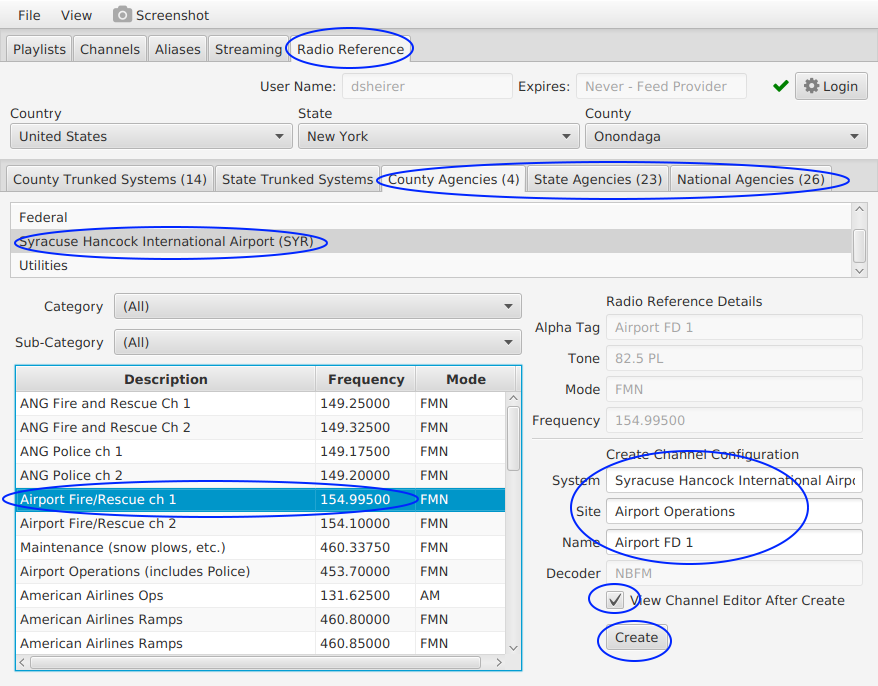 File View Screenshot
Playlists Channels Aliases Streaming Radio Reference
User Name: dsheirer Expires: Never - Feed Provider Login
Country State County
United States New York Onondaga
County Trunked Systems (14) State Trunked Systems County Agencies (4) State Agencies (23) National Agencies (26)
Federal
Syracuse Hancock International Airport (SYR)
Utilities
Category (All)
Sub-Category (All)
Description Frequency Mode
ANG Fire and Rescue Ch 1 149.25000 FMN
ANG Fire and Rescue Ch 2 149.32500 FMN
ANG Police ch 1 149.17500 FMN
ANG Police ch 2 149.20000 FMN
Airport Fire/Rescue ch 1 154.99500 FMN
Airport Fire/Rescue ch 2 154.10000 FMN
Maintenance (snow plows, etc.) 460.33750 FMN
Airport Operations (includes Police) 453.70000 FMN
American Airlines Ops 131.62500 AM
American Airlines Ramps 460.80000 FMN
American Airlines Ramps 460.85000 FMN
Radio Reference Details
Alpha Tag Airport FD 1
Tone 82.5 PL
Mode FMN
Frequency 154.99500
Create Channel Configuration
System Syracuse Hancock International Airpo
Site Airport Operations
Name Airport FD 1
Decoder NBFM
View Channel Editor After Create
Create